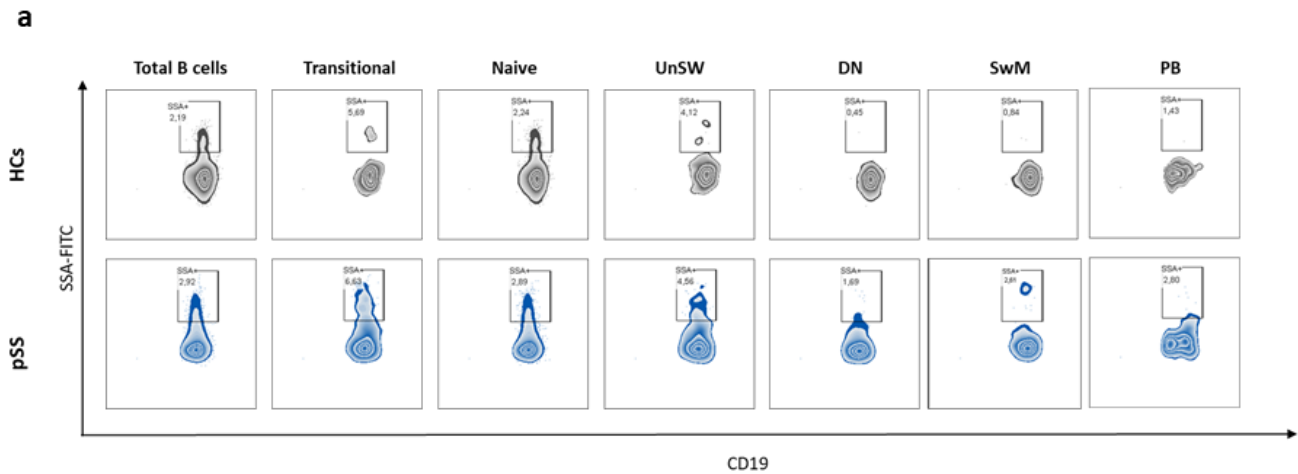 a
Total B cells Transitional Naive UnSW DN SwM PB
HCs
SSA+ SSA+ SSA+ SSA+ SSA+ SSA+ SSA+
2,19 5,69 2,24 4,12 0,45 0,84 1,43
SSA-FITC
pSS
SSA+ SSA+ SSA+ SSA+ SSA+ SSA+ SSA+
2,92 6,63 2,89 4,56 1,69 2,81 2,80
CD19